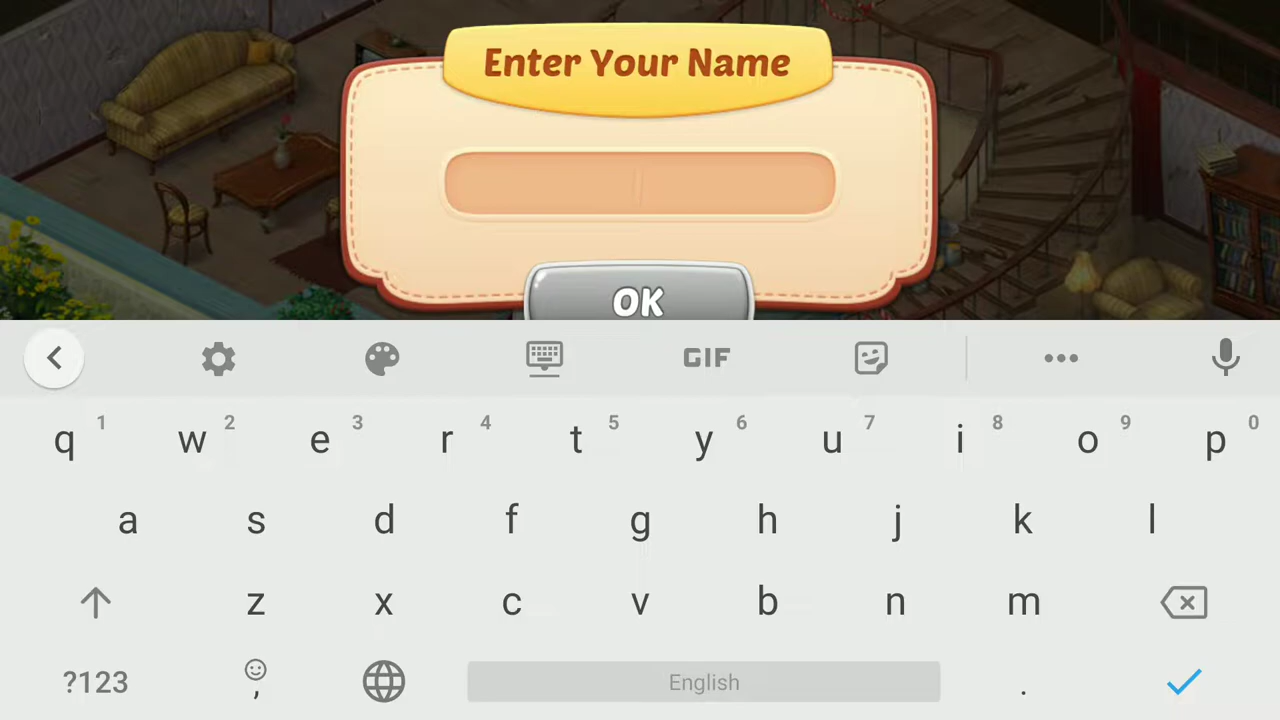 Enter Your Name
OK
GIF
q 1 w 2 e 3 r 4 t 5 y 6 u 7 i 8 o 9 p 0
a s d f g h j k l
z x c v b n m
?123 , English .